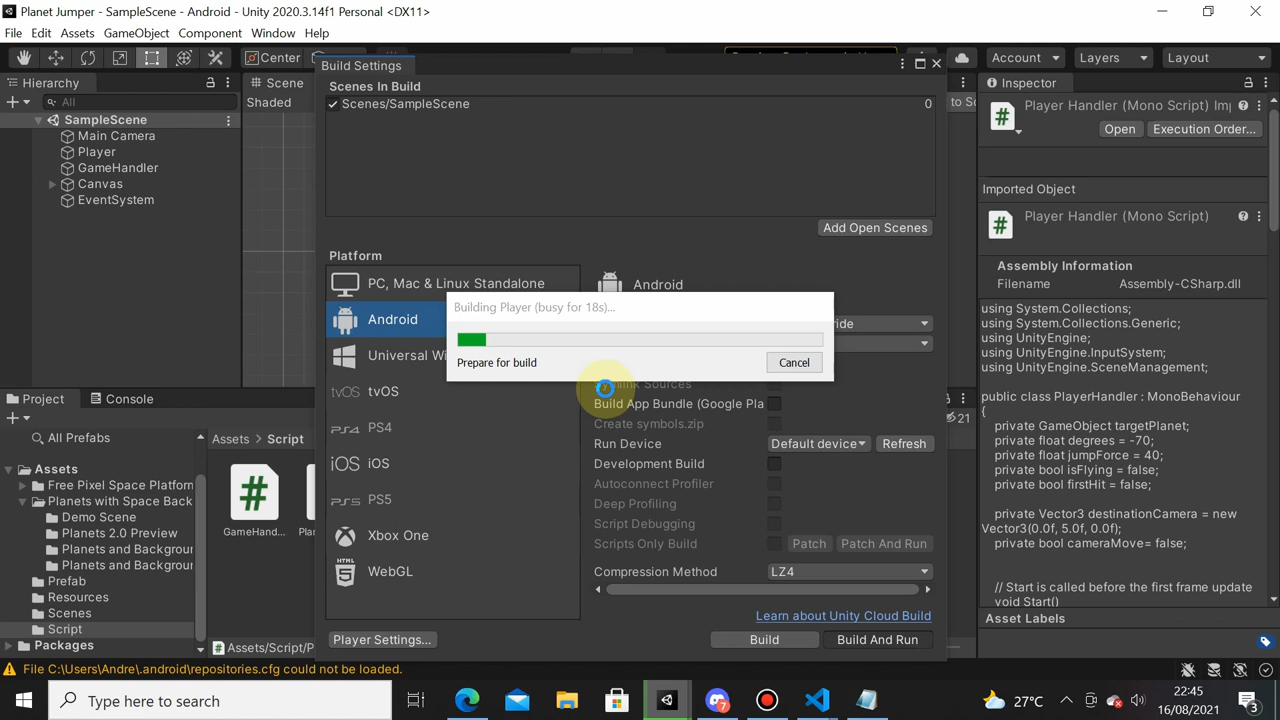 Planet Jumper - SampleScene - Android - Unity 2020.3.14f1 Personal <DX11>
File Edit Assets GameObject Component Window Help
Center
Account Layers Layout
Hierarchy
Scene
Build Settings
Inspector
All
Shaded
Scenes In Build
to Sc
Player Handler (Mono Script) Im
SampleScene
Scenes/SampleScene 0
Open Execution Order...
Main Camera
Player
GameHandler
Canvas
EventSystem
Imported Object
Player Handler (Mono Script)
Add Open Scenes
Platform
Assembly Information
Filename Assembly-CSharp.dll
PC, Mac & Linux Standalone
Android
Android
Universal Wi
tvOS
PS4
iOS
PS5
Xbox One
HTML
WebGL
Building Player (busy for 18s)...
Prepare for build
Cancel
ride
Sources
Build App Bundle (Google Pla
Create symbols.zip
Run Device Default device Refresh
Development Build
Autoconnect Profiler
Deep Profiling
Script Debugging
Scripts Only Build Patch Patch And Run
Compression Method LZ4
Learn about Unity Cloud Build
Player Settings... Build Build And Run
using System.Collections;
using System.Collections.Generic;
using UnityEngine;
using UnityEngine.InputSystem;
using UnityEngine.SceneManagement;
public class PlayerHandler : MonoBehaviour
{
private GameObject targetPlanet;
private float degrees = -70;
private float jumpForce = 40;
private bool isFlying = false;
private bool firstHit = false;
private Vector3 destinationCamera = new
Vector3(0.0f, 5.0f, 0.0f);
private bool cameraMove= false;
// Start is called before the first frame update
void Start()
Asset Labels
Project Console
21
All Prefabs
Assets > Script
Assets
Free Pixel Space Platform
Planets with Space Back
Demo Scene
Planets 2.0 Preview
Planets and Backgroun
Planets and Backgroun
Prefab
Resources
Scenes
Script
Packages
GameHand...
Assets/Script/P
File C:\Users\Andre\.android\repositories.cfg could not be loaded.
Type here to search
7
27°C
22:45
16/08/2021
3